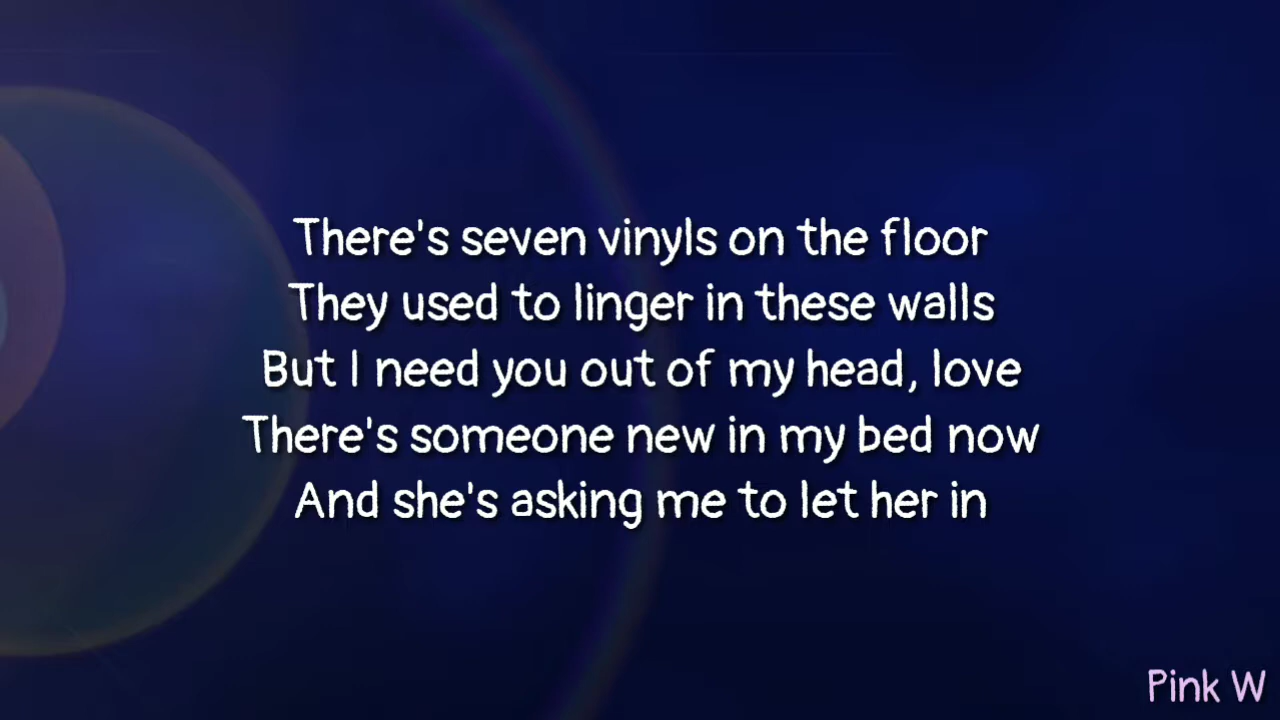 There's seven vinyls on the floor
They used to linger in these walls
But I need you out of my head, love
There's someone new in my bed now
And she's asking me to let her in
Pink W